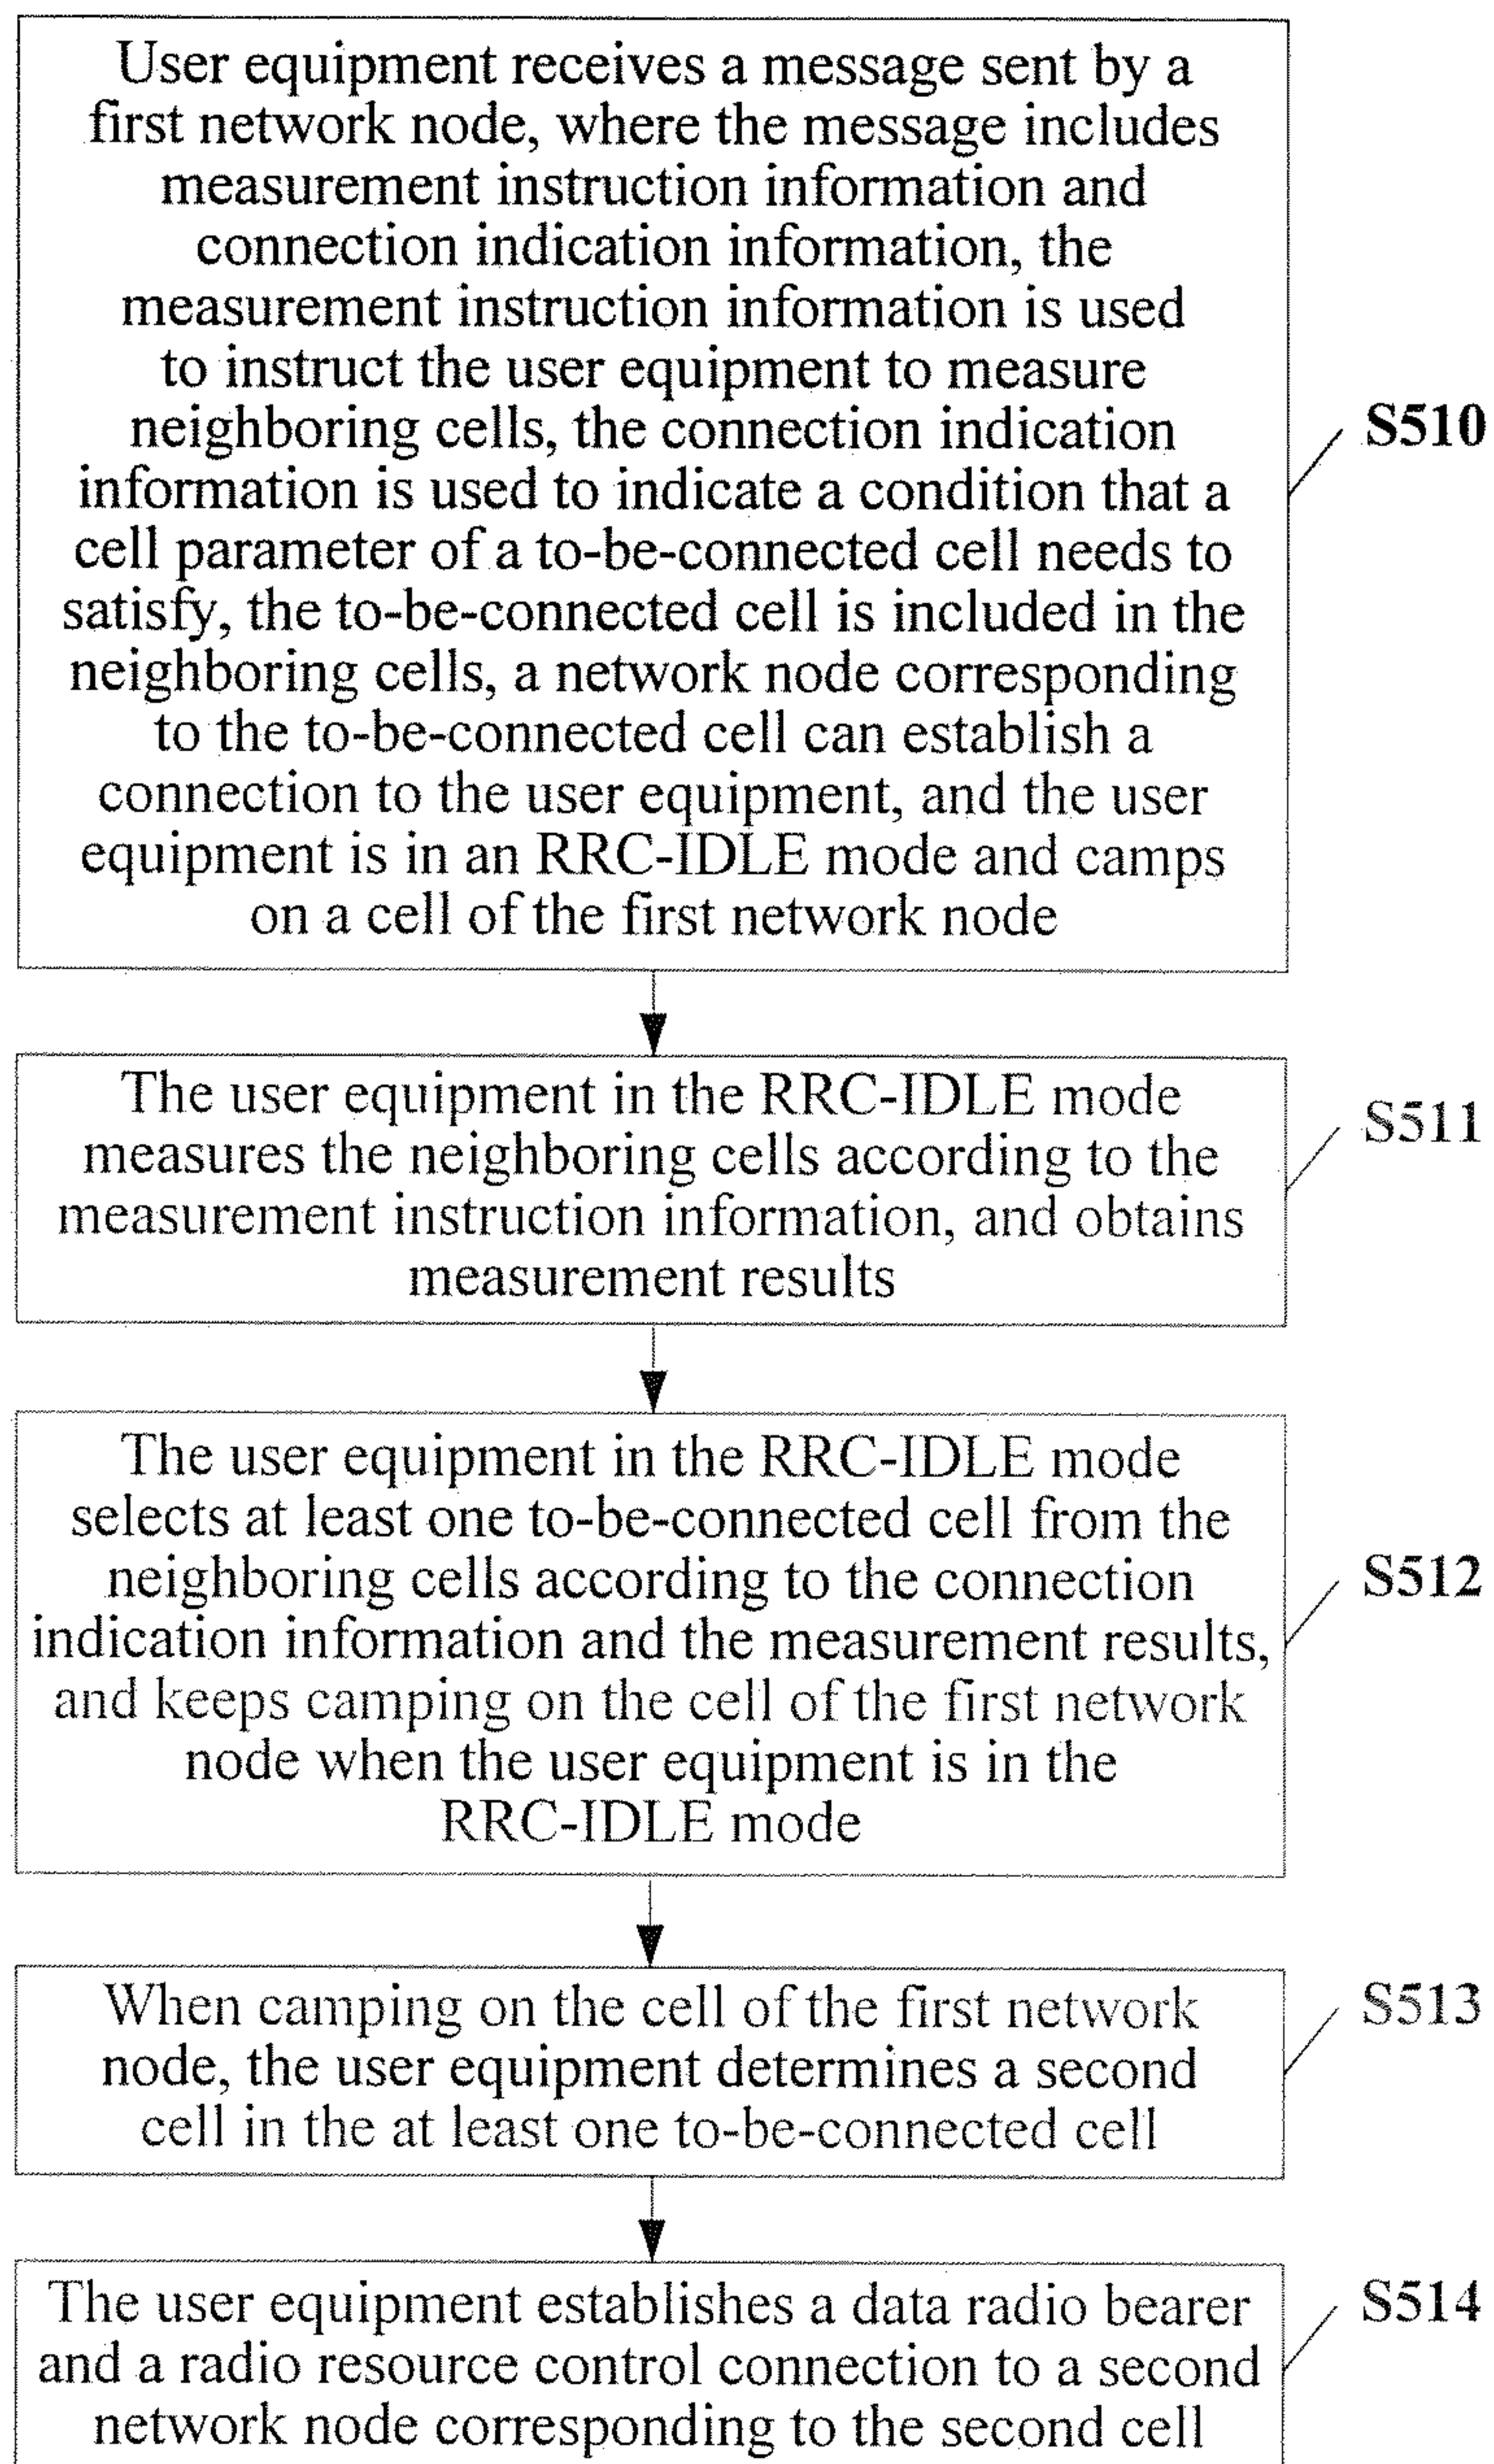 User equipment receives a message sent by a
first network node, where the message includes
measurement instruction information and
connection indication information, the
measurement instruction information is used
to instruct the user equipment to measure
neighboring cells, the connection indication
information is used to indicate a condition that a
cell parameter of a to-be-connected cell needs to
satisfy, the to-be-connected cell is included in the
neighboring cells, a network node corresponding
to the to-be-connected cell can establish a
connection to the user equipment, and the user
equipment is in an RRC-IDLE mode and camps
on a cell of the first network node
S510
The user equipment in the RRC-IDLE mode
measures the neighboring cells according to the
measurement instruction information, and obtains
measurement results
S511
The user equipment in the RRC-IDLE mode
selects at least one to-be-connected cell from the
neighboring cells according to the connection
indication information and the measurement results,
and keeps camping on the cell of the first network
node when the user equipment is in the
RRC-IDLE mode
S512
When camping on the cell of the first network
node, the user equipment determines a second
cell in the at least one to-be-connected cell
S513
The user equipment establishes a data radio bearer
and a radio resource control connection to a second
network node corresponding to the second cell
S514